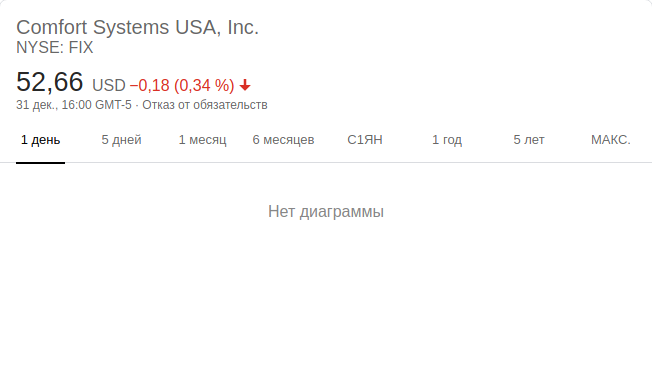 Comfort Systems USA, Inc.
NYSE: FIX
52,66 USD −0,18 (0,34 %)
31 дек., 16:00 GMT-5 · Отказ от обязательств
1 день 5 дней 1 месяц 6 месяцев С1ЯН 1 год 5 лет МАКС.
Нет диаграммы